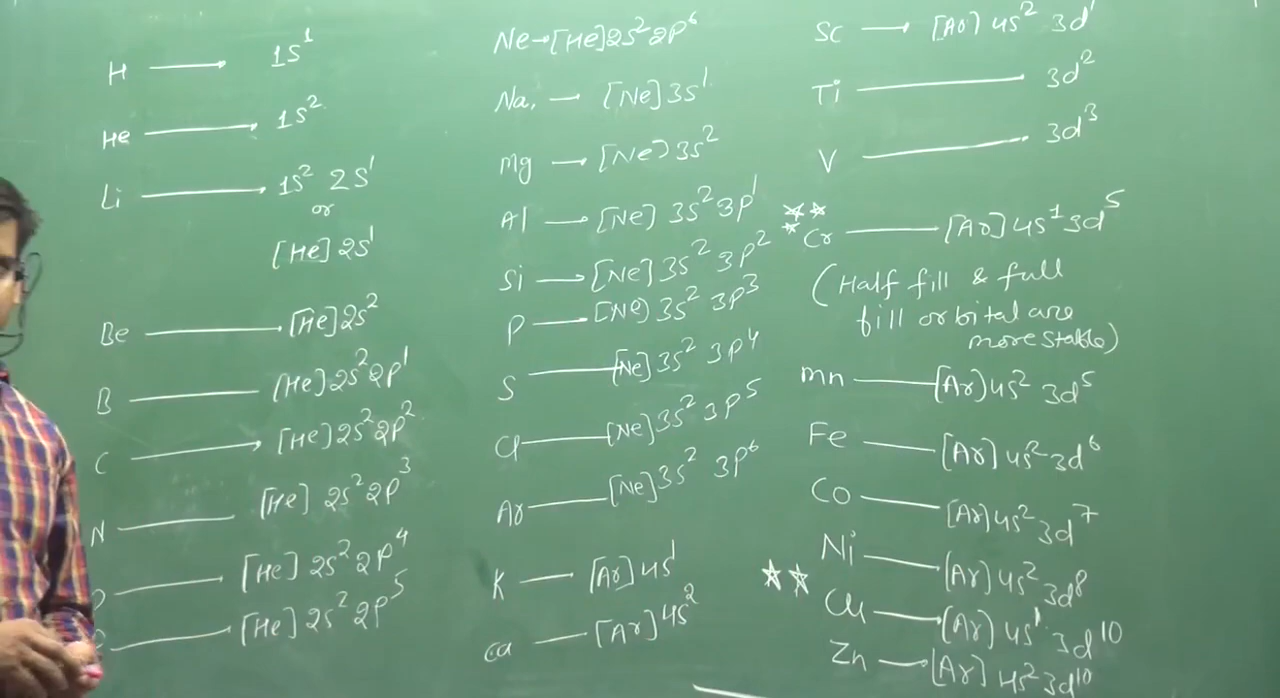 H → 1s¹
He → 1s²
Li → 1s² 2s¹
or
[He] 2s¹
Be → [He] 2s²
B — [He] 2s² 2p¹
C → [He] 2s² 2p²
N — [He] 2s² 2p³
[He] 2s² 2p⁴
[He] 2s² 2p⁵
Ne → [He] 2s² 2p⁶
Na, → [Ne] 3s¹
Mg → [Ne] 3s²
Al → [Ne] 3s² 3p¹
Si → [Ne] 3s² 3p²
P — [Ne] 3s² 3p³
S — [Ne] 3s² 3p⁴
Cl — [Ne] 3s² 3p⁵
Ar — [Ne] 3s² 3p⁶
K — [Ar] 4s¹
Ca — [Ar] 4s²
Sc → [Ar] 4s² 3d¹
Ti — 3d²
V — 3d³
Cr — [Ar] 4s¹ 3d⁵
(Half fill & full
fill orbital are
more stable)
mn — [Ar] 4s² 3d⁵
Fe — [Ar] 4s² 3d⁶
Co — [Ar] 4s² 3d⁷
Ni — [Ar] 4s² 3d⁸
Cu — [Ar] 4s¹ 3d¹⁰
Zn → [Ar] 4s² 3d¹⁰